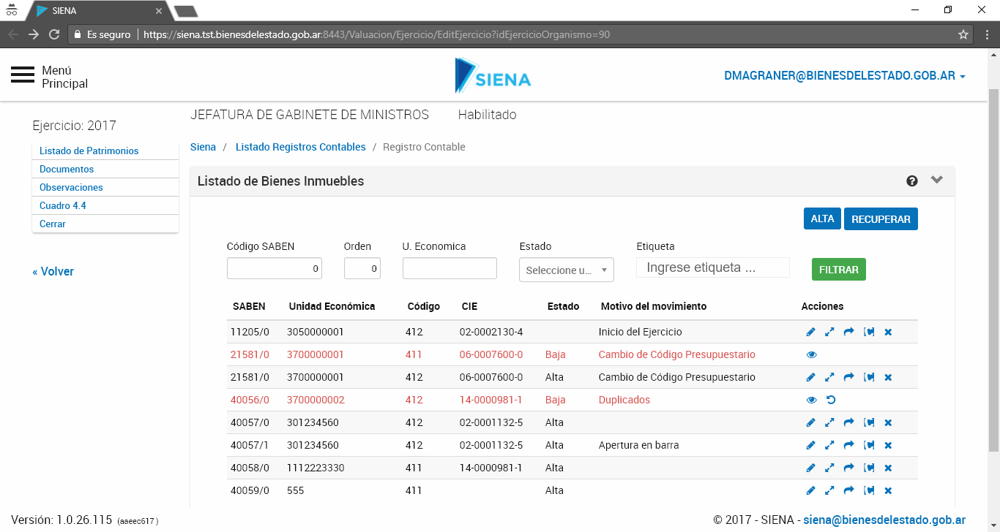 SIENA
Es seguro https://siena.tst.bienesdelestado.gob.ar:8443/Valuacion/Ejercicio/EditEjercicio?idEjercicioOrganismo=90
Menú
Principal
SIENA
DMAGRANER@BIENESDELESTADO.GOB.AR
Ejercicio: 2017
Listado de Patrimonios
Documentos
Observaciones
Cuadro 4.4
Cerrar
« Volver
JEFATURA DE GABINETE DE MINISTROS Habilitado
Siena / Listado Registros Contables / Registro Contable
Listado de Bienes Inmuebles
ALTA RECUPERAR
Código SABEN Orden U. Economica Estado Etiqueta
0 0 Seleccione u... Ingrese etiqueta ... FILTRAR
SABEN Unidad Económica Código CIE Estado Motivo del movimiento Acciones
11205/0 3050000001 412 02-0002130-4 Inicio del Ejercicio
21581/0 3700000001 411 06-0007600-0 Baja Cambio de Código Presupuestario
21581/0 3700000001 412 06-0007600-0 Alta Cambio de Código Presupuestario
40056/0 3700000002 412 14-0000981-1 Baja Duplicados
40057/0 301234560 412 02-0001132-5 Alta
40057/1 301234560 412 02-0001132-5 Alta Apertura en barra
40058/0 1112223330 411 14-0000981-1 Alta
40059/0 555 411 Alta
Versión: 1.0.26.115 (aaeec617)
© 2017 - SIENA - siena@bienesdelestado.gob.ar